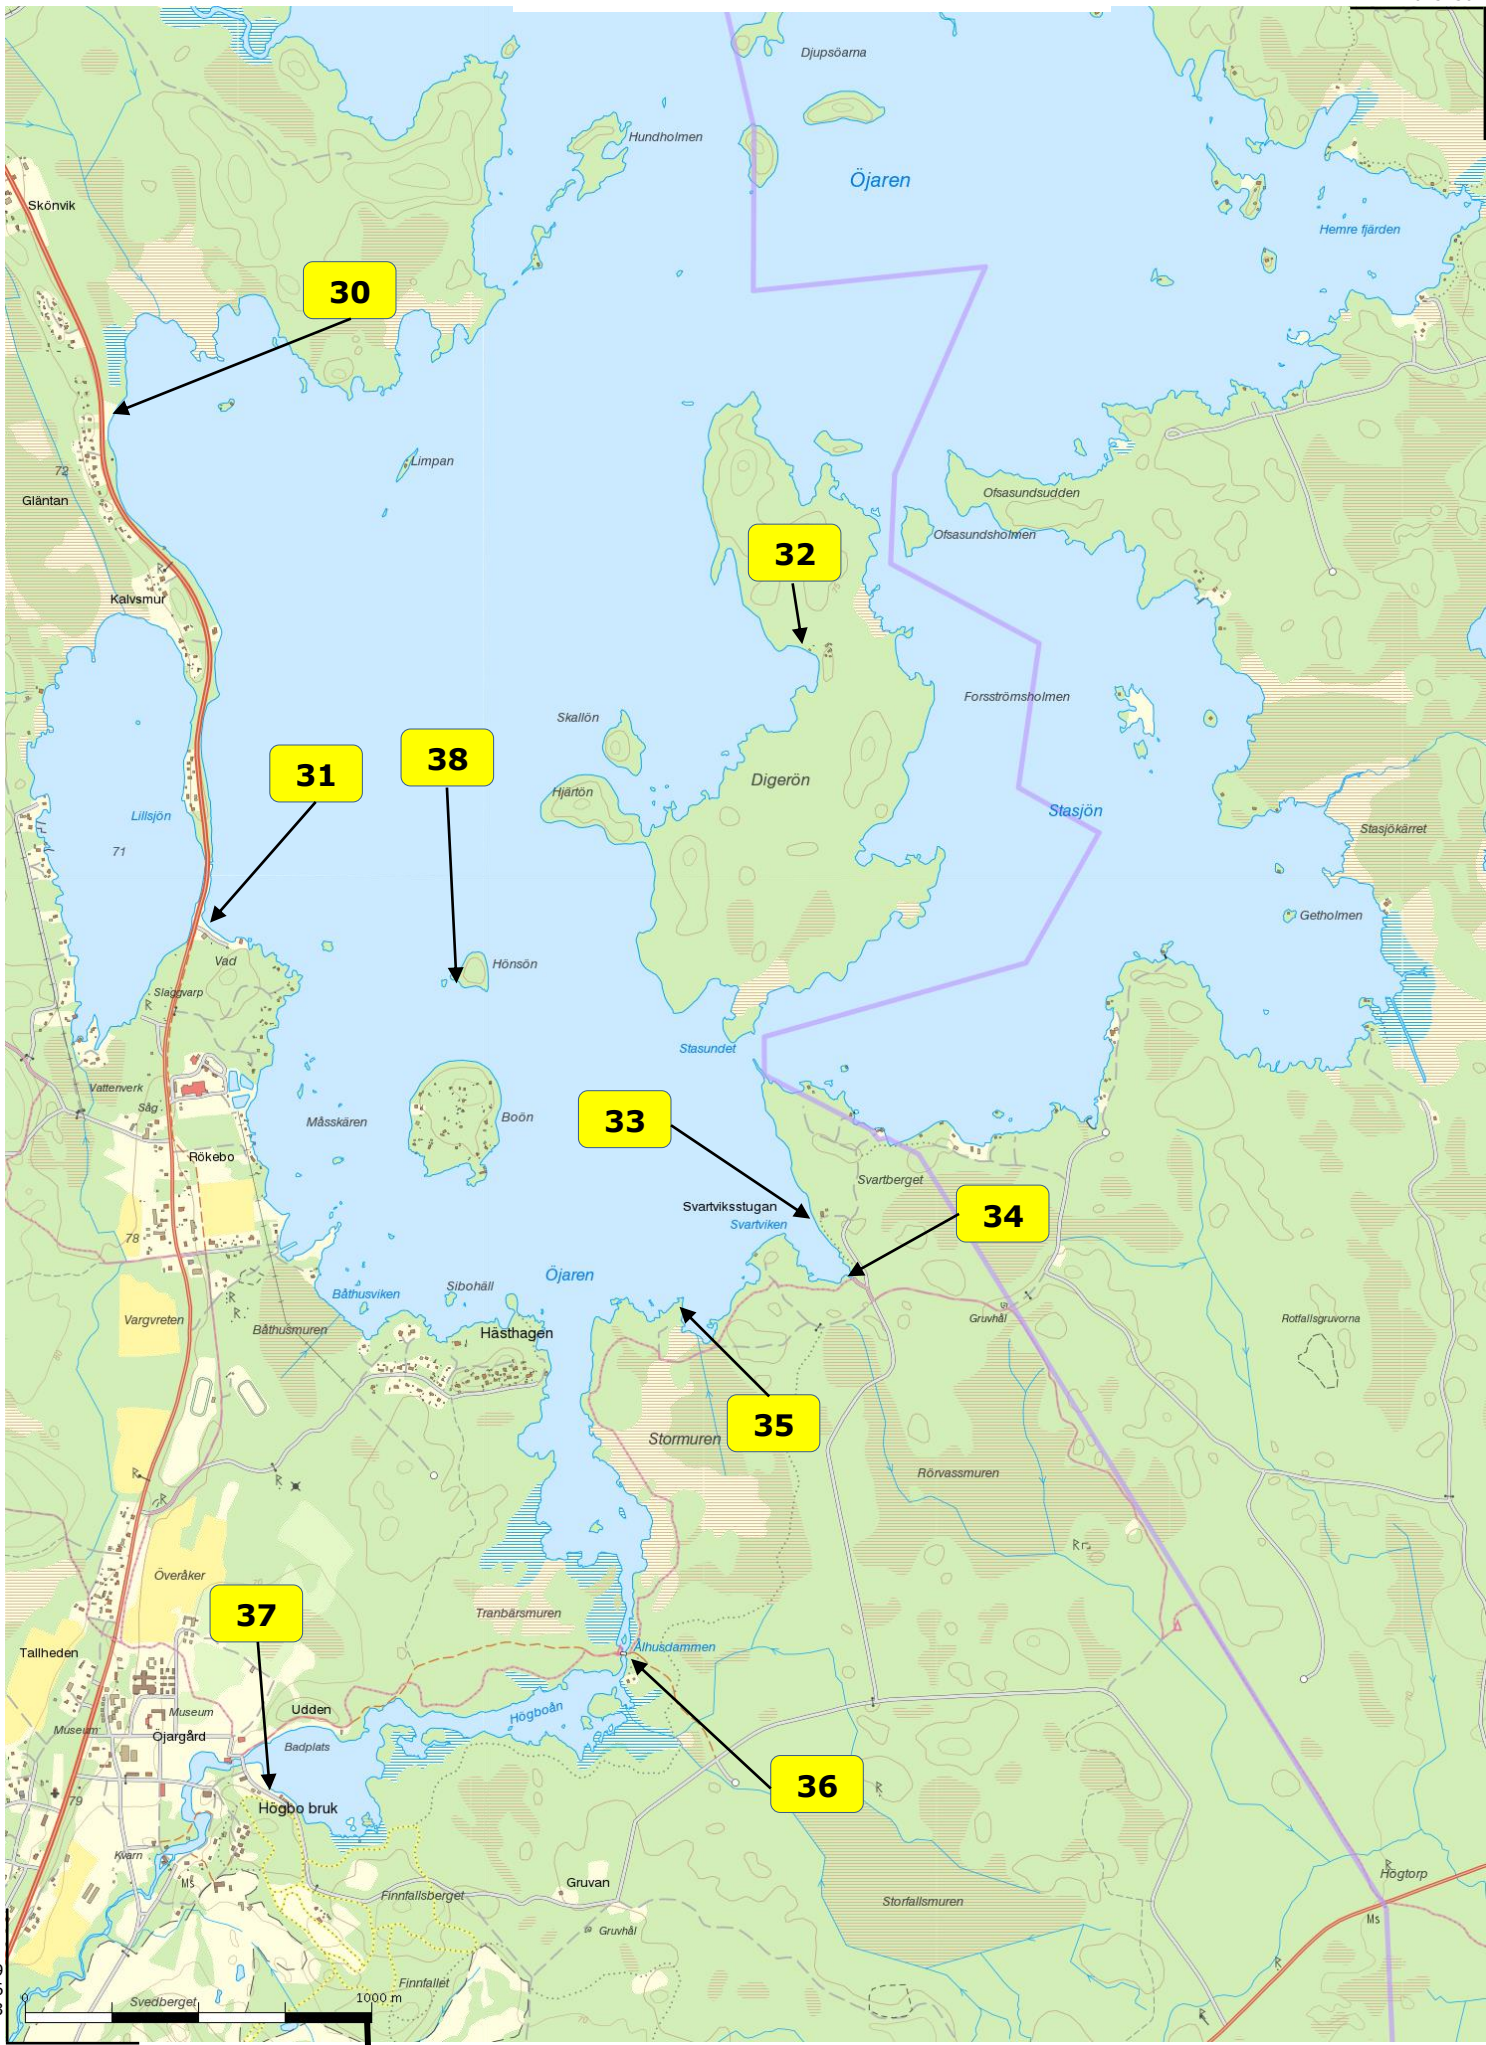 Djupsöarna
Hundholmen
Öjaren
Skönvik
Hemre fjärden
30
Limpan
72
Gläntan
Ofsasundsudden
Ofsasundsholmen
32
R
Kalvsmur
Forsströmsholmen
Skallön
38
31
Digerön
Hjärtön
Stasjön
Lillsjön
Stasjökärret
71
Getholmen
Vad
Hönsön
Slaggvarp
R
Stasundet
Vattenverk
Såg
Boön
33
Måsskären
Rökebo
Svartberget
Svartviksstugan
34
Svartviken
78
Öjaren
Sibohäll
Båthusviken
R
R
Vargvreten
Båthusmuren
Hästhagen
Gruvhål
Rotfallsgruvorna
35
Stormuren
R
R
Rörvassmuren
R
R
Överåker
37
Tranbärsmuren
Ålhusdammen
Tallheden
Museum
Udden
Högboån
Museum
Öjargård
Badplats
36
R
79
Högbo bruk
Kvarn
R
Högtorp
Ms
Gruvan
Finnfallsberget
Storfallsmuren
Ms
Gruvhål
R
Finnfallet
0
1000 m
Svedberget